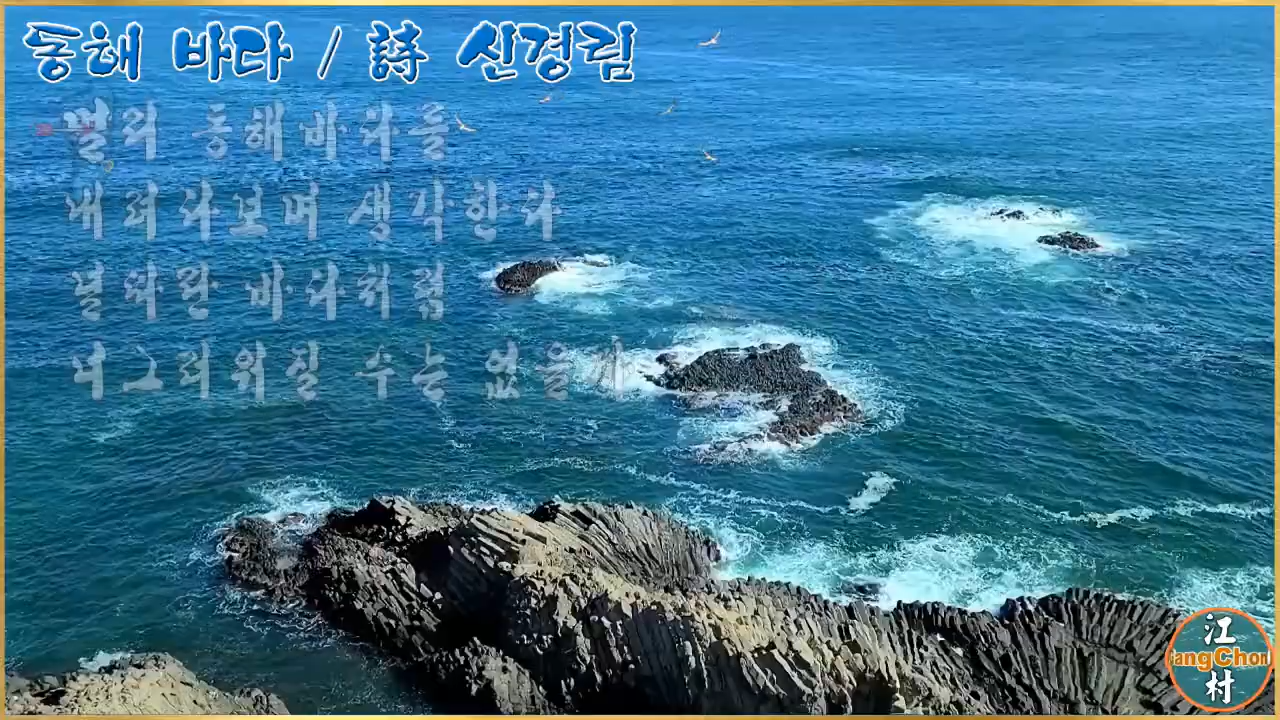 동해 바다 / 詩 신경림
멀리 동해바다를
내려다보며 생각한다
널따란 바다처럼
너그러워질 수는 없을까
江
GangChon
村